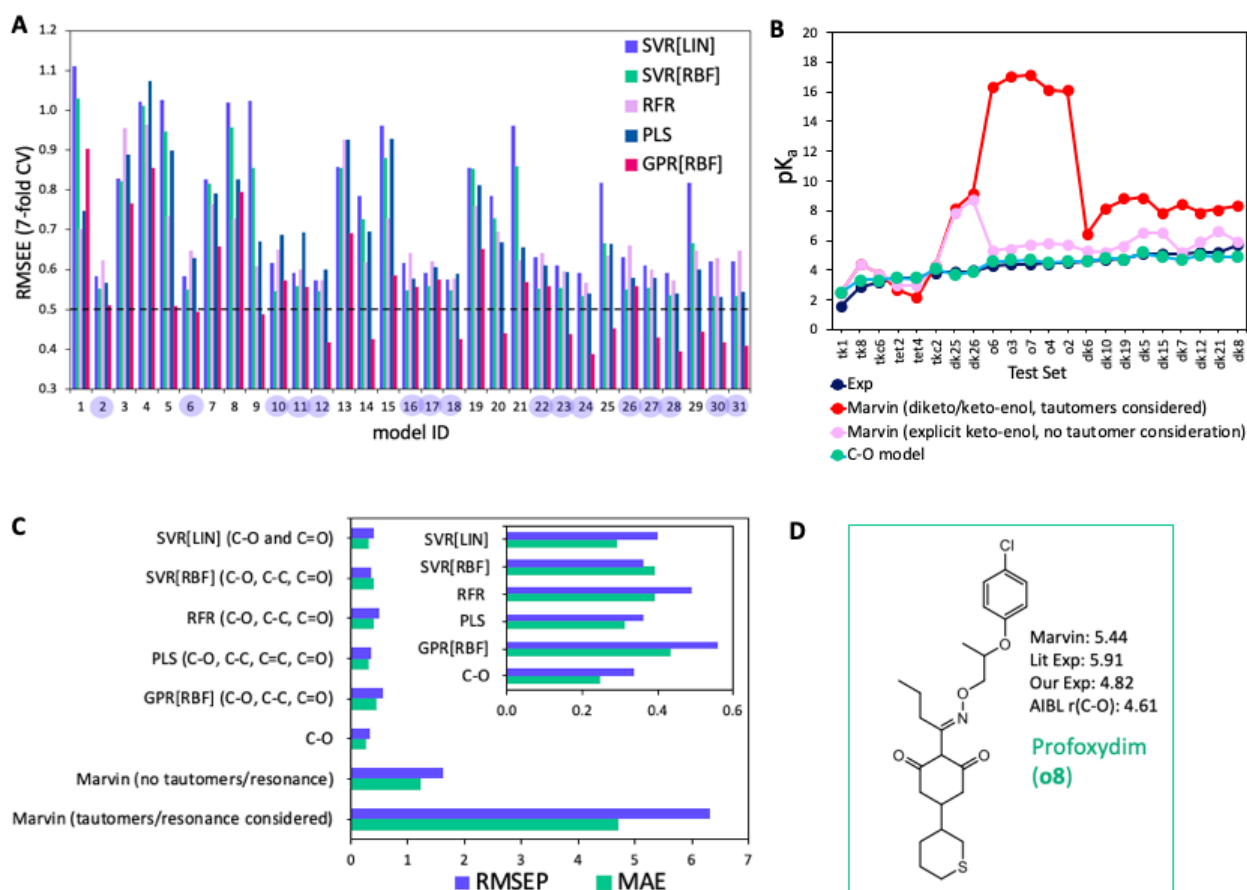 A
1.2
1.1
1.0
0.9
0.8
0.7
0.6
0.5
0.4
0.3
RMSEE (7-fold CV)
SVR[LIN]
SVR[RBF]
RFR
PLS
GPR[RBF]
1 2 3 4 5 6 7 8 9 10 11 12 13 14 15 16 17 18 19 20 21 22 23 24 25 26 27 28 29 30 31
model ID
B
20
18
16
14
12
10
8
6
4
2
0
pKa
tk1 tk8 tkc6 tet2 tet4 tkc2 dk25 dk26 o6 o3 o7 o4 o2 dk6 dk10 dk19 dk5 dk15 dk7 dk12 dk21 dk8
Test Set
Exp
Marvin (diketo/keto-enol, tautomers considered)
Marvin (explicit keto-enol, no tautomer consideration)
C-O model
C
SVR[LIN] (C-O and C=O)
SVR[RBF] (C-O, C-C, C=O)
RFR (C-O, C-C, C=O)
PLS (C-O, C-C, C=C, C=O)
GPR[RBF] (C-O, C-C, C=O)
C-O
Marvin (no tautomers/resonance)
Marvin (tautomers/resonance considered)
0 1 2 3 4 5 6 7
RMSEP MAE
SVR[LIN]
SVR[RBF]
RFR
PLS
GPR[RBF]
C-O
0.0 0.2 0.4 0.6
D
Cl
O
O
N
O
O
S
Marvin: 5.44
Lit Exp: 5.91
Our Exp: 4.82
AIBL r(C-O): 4.61
Profoxydim
(o8)